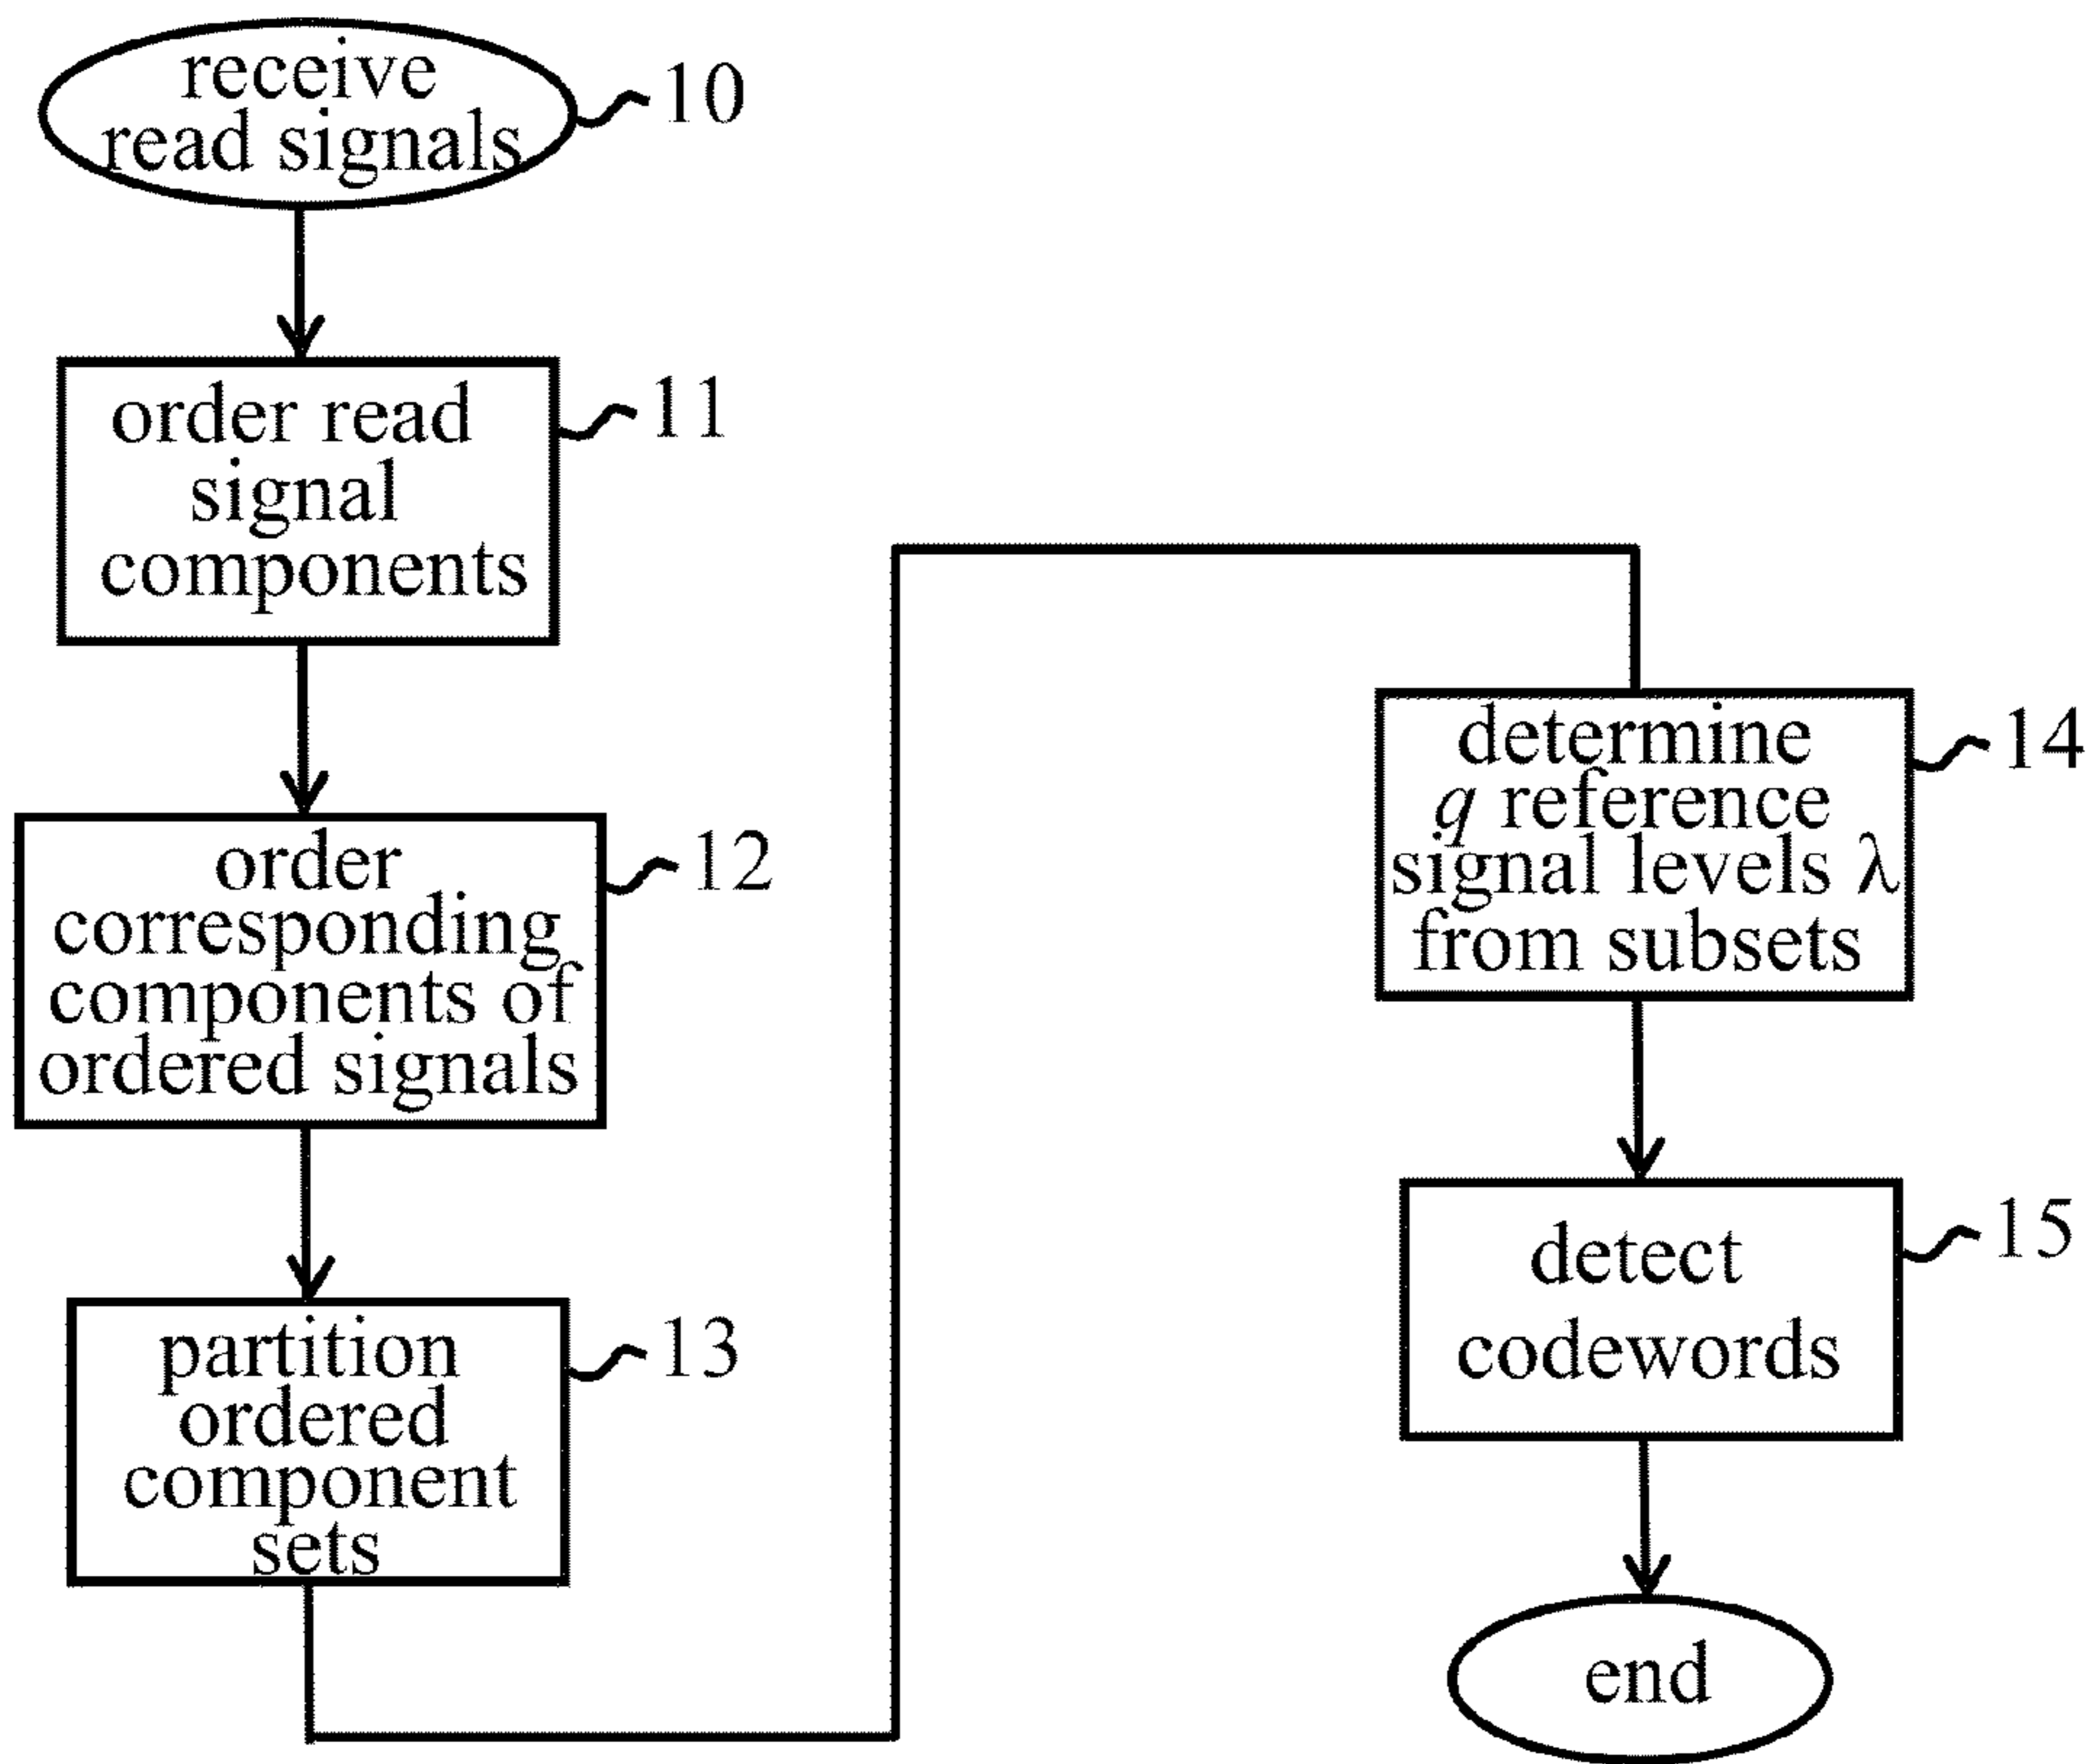 receive
read signals
10
order read
signal
components
11
order
corresponding
components of
ordered signals
12
partition
ordered
component
sets
13
determine
q reference
signal levels λ
from subsets
14
detect
codewords
15
end